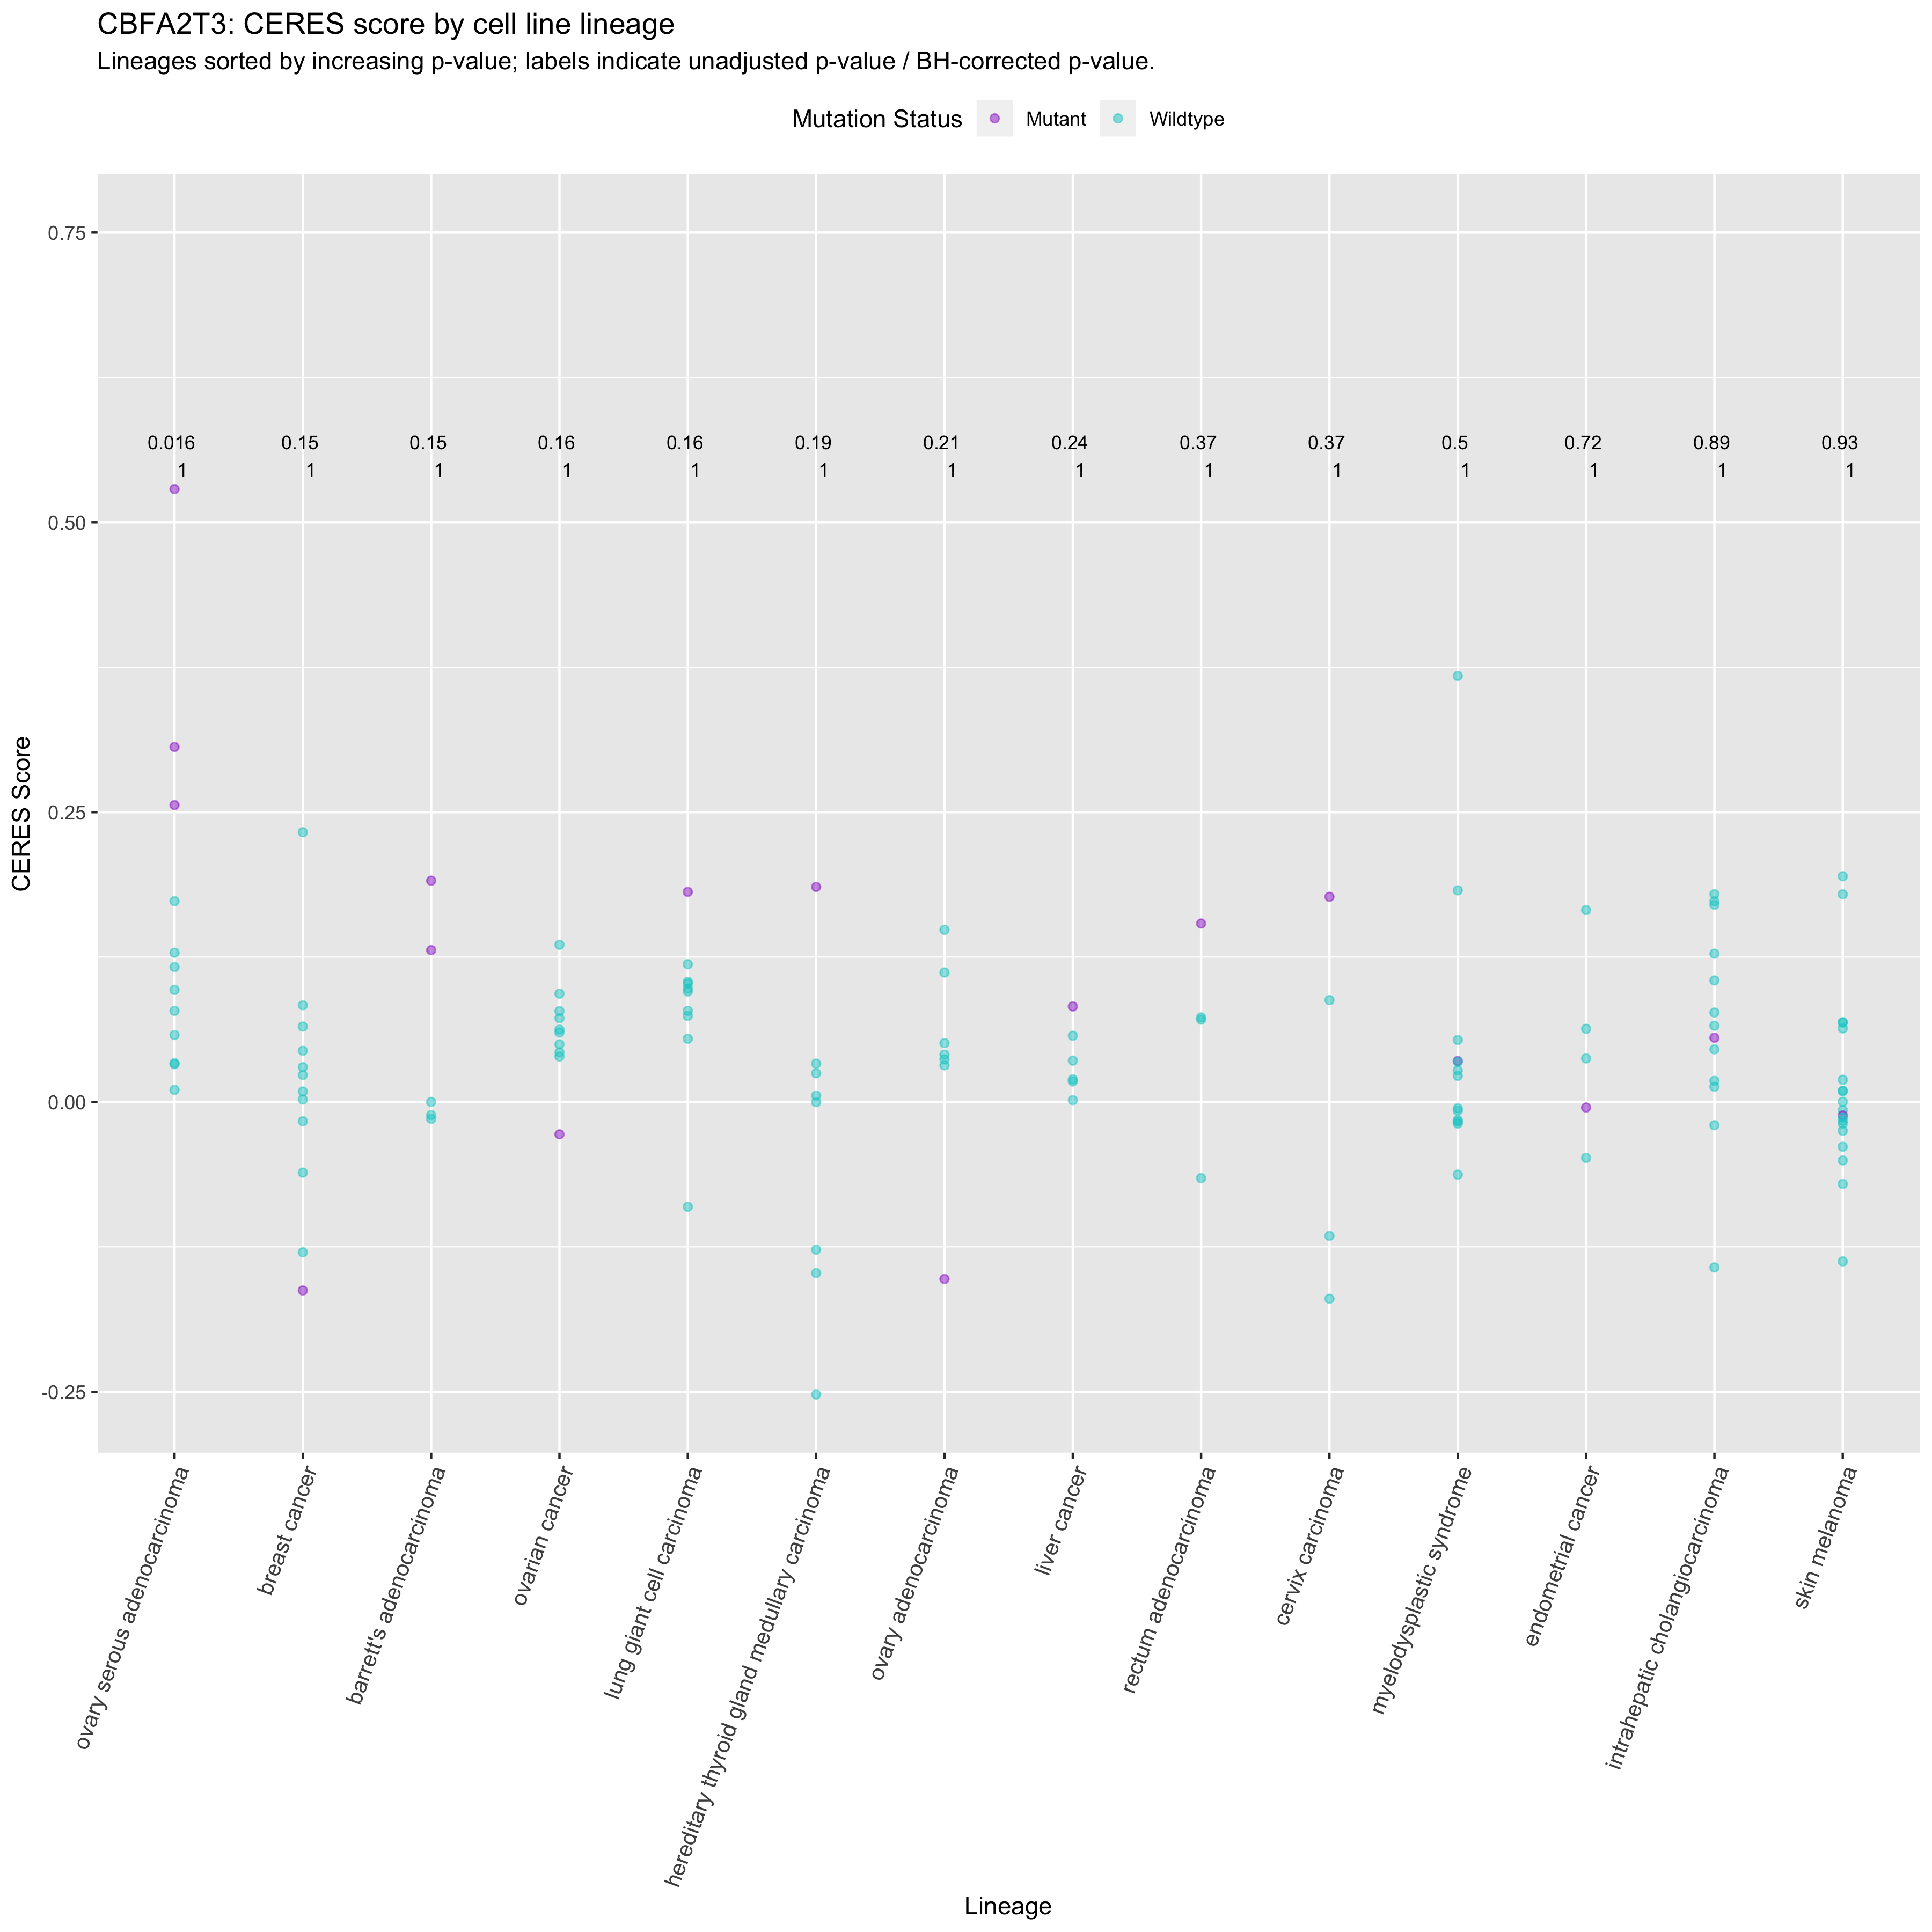 CBFA2T3: CERES score by cell line lineage
Lineages sorted by increasing p-value; labels indicate unadjusted p-value / BH-corrected p-value.
Mutation Status Mutant Wildtype
0.75
0.016 0.15 0.15 0.16 0.16 0.19 0.21 0.24 0.37 0.37 0.5 0.72 0.89 0.93
1 1 1 1 1 1 1 1 1 1 1 1 1 1
0.50
0.25
0.00
-0.25
CERES Score
ovary serous adenocarcinoma
breast cancer
barrett's adenocarcinoma
ovarian cancer
lung giant cell carcinoma
hereditary thyroid gland medullary carcinoma
ovary adenocarcinoma
liver cancer
rectum adenocarcinoma
cervix carcinoma
myelodysplastic syndrome
endometrial cancer
intrahepatic cholangiocarcinoma
skin melanoma
Lineage